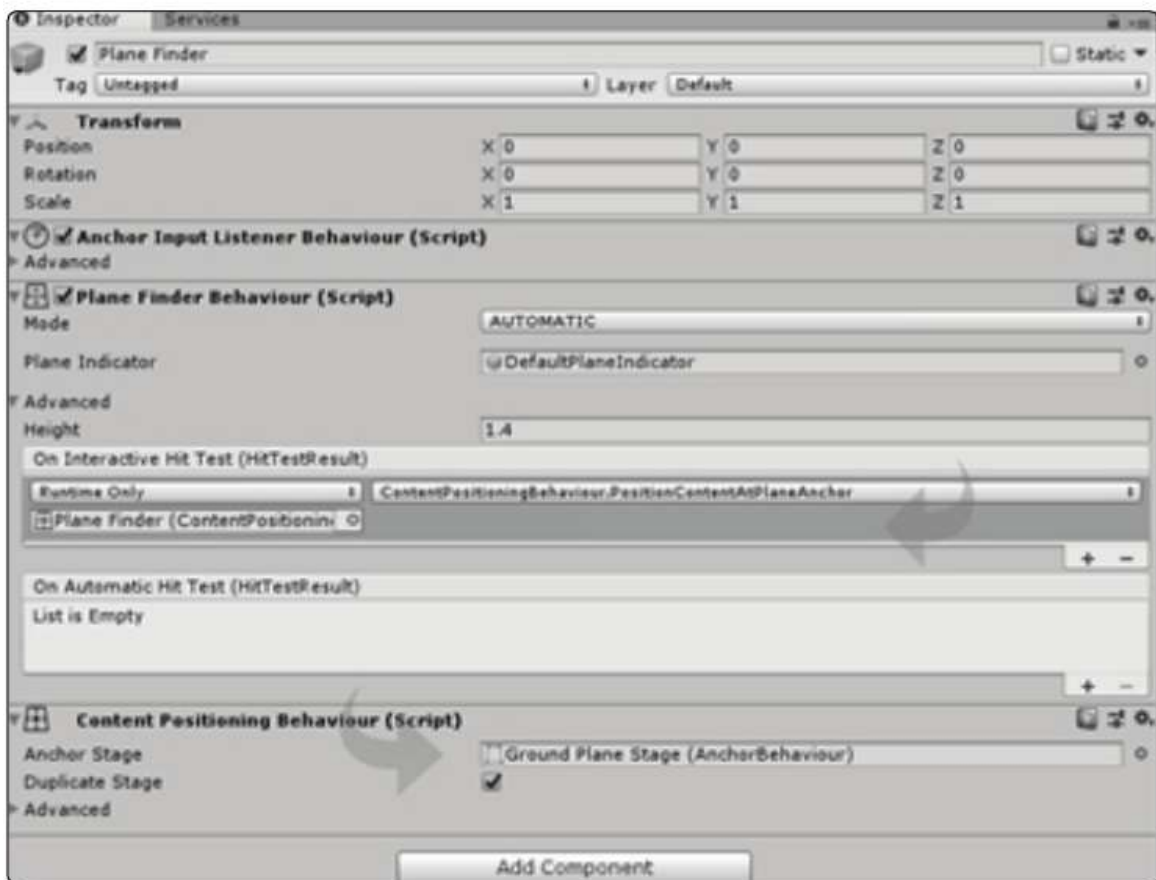 Inspector Services
Plane Finder Static
Tag Untagged Layer Default
Transform
Position X 0 Y 0 Z 0
Rotation X 0 Y 0 Z 0
Scale X 1 Y 1 Z 1
Anchor Input Listener Behaviour (Script)
Advanced
Plane Finder Behaviour (Script)
Mode AUTOMATIC
Plane Indicator DefaultPlaneIndicator
Advanced
Height 1.4
On Interactive Hit Test (HitTestResult)
Runtime Only ContentPositioningBehaviour.PositionContentAtPlaneAnchor
Plane Finder (ContentPositionin
+ −
On Automatic Hit Test (HitTestResult)
List is Empty
+ −
Content Positioning Behaviour (Script)
Anchor Stage Ground Plane Stage (AnchorBehaviour)
Duplicate Stage
Advanced
Add Component